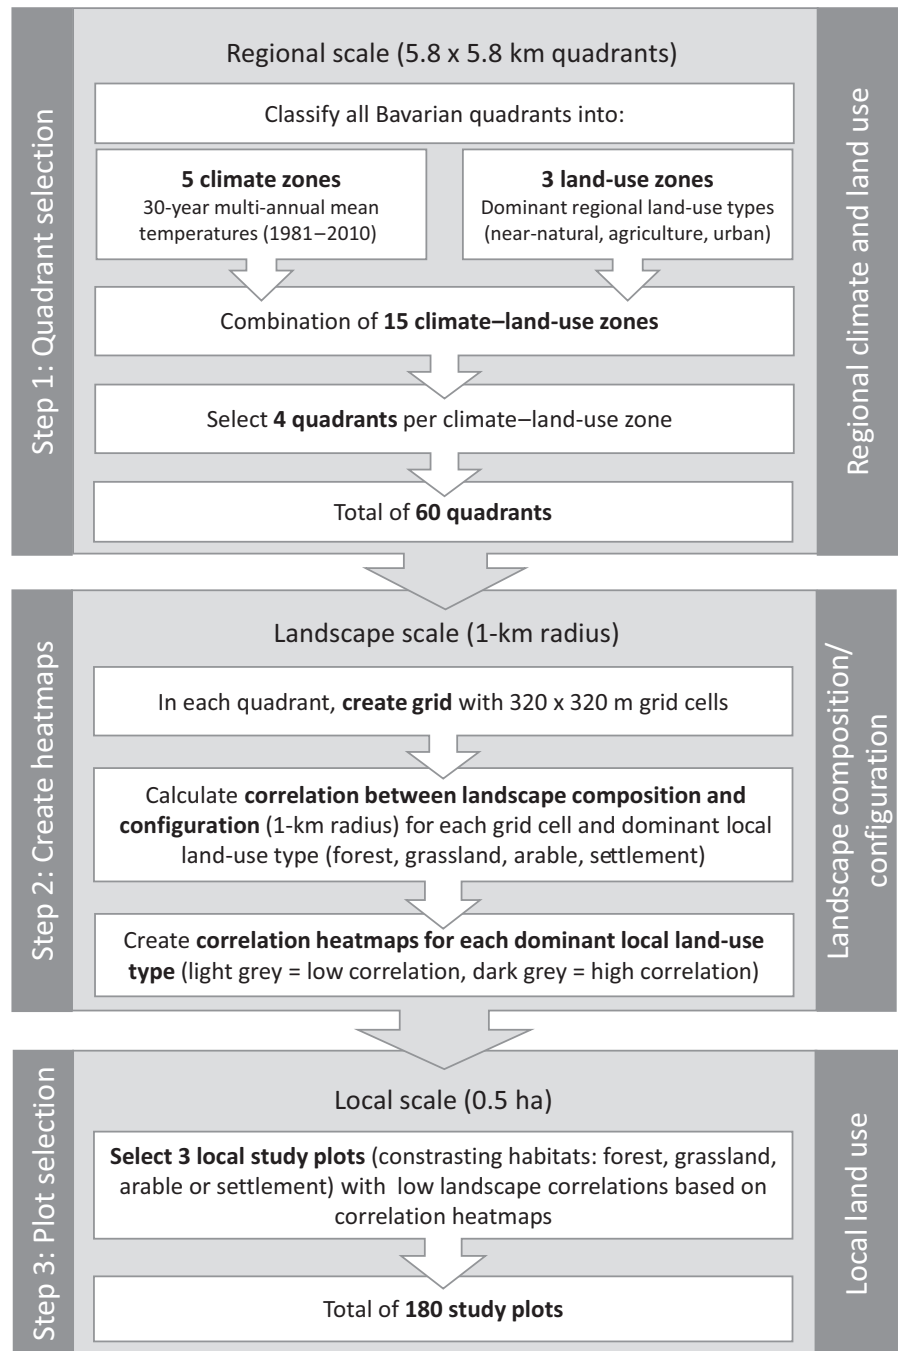 Step 1: Quadrant selection
Regional scale (5.8 x 5.8 km quadrants)
Classify all Bavarian quadrants into:
5 climate zones
30-year multi-annual mean
temperatures (1981–2010)
3 land-use zones
Dominant regional land-use types
(near-natural, agriculture, urban)
Combination of 15 climate–land-use zones
Select 4 quadrants per climate–land-use zone
Total of 60 quadrants
Regional climate and land use
Step 2: Create heatmaps
Landscape scale (1-km radius)
In each quadrant, create grid with 320 x 320 m grid cells
Calculate correlation between landscape composition and
configuration (1-km radius) for each grid cell and dominant local
land-use type (forest, grassland, arable, settlement)
Create correlation heatmaps for each dominant local land-use
type (light grey = low correlation, dark grey = high correlation)
Landscape composition/
configuration
Step 3: Plot selection
Local scale (0.5 ha)
Select 3 local study plots (constrasting habitats: forest, grassland,
arable or settlement) with low landscape correlations based on
correlation heatmaps
Total of 180 study plots
Local land use